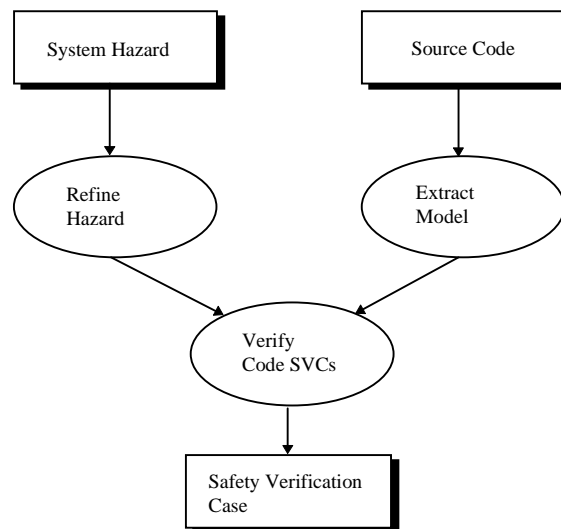 System Hazard
Source Code
Refine
Hazard
Extract
Model
Verify
Code SVCs
Safety Verification
Case